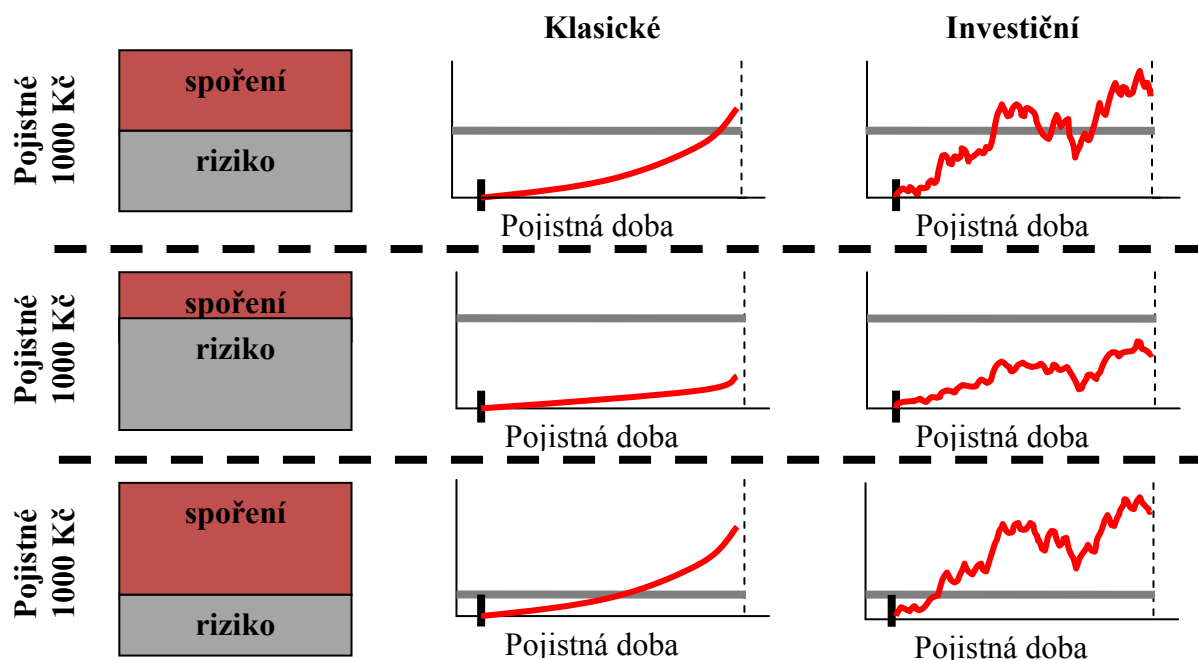 Klasické
Investiční
Pojistné
1000 Kč
spoření
riziko
Pojistná doba
Pojistná doba
Pojistné
1000 Kč
spoření
riziko
Pojistná doba
Pojistná doba
Pojistné
1000 Kč
spoření
riziko
Pojistná doba
Pojistná doba